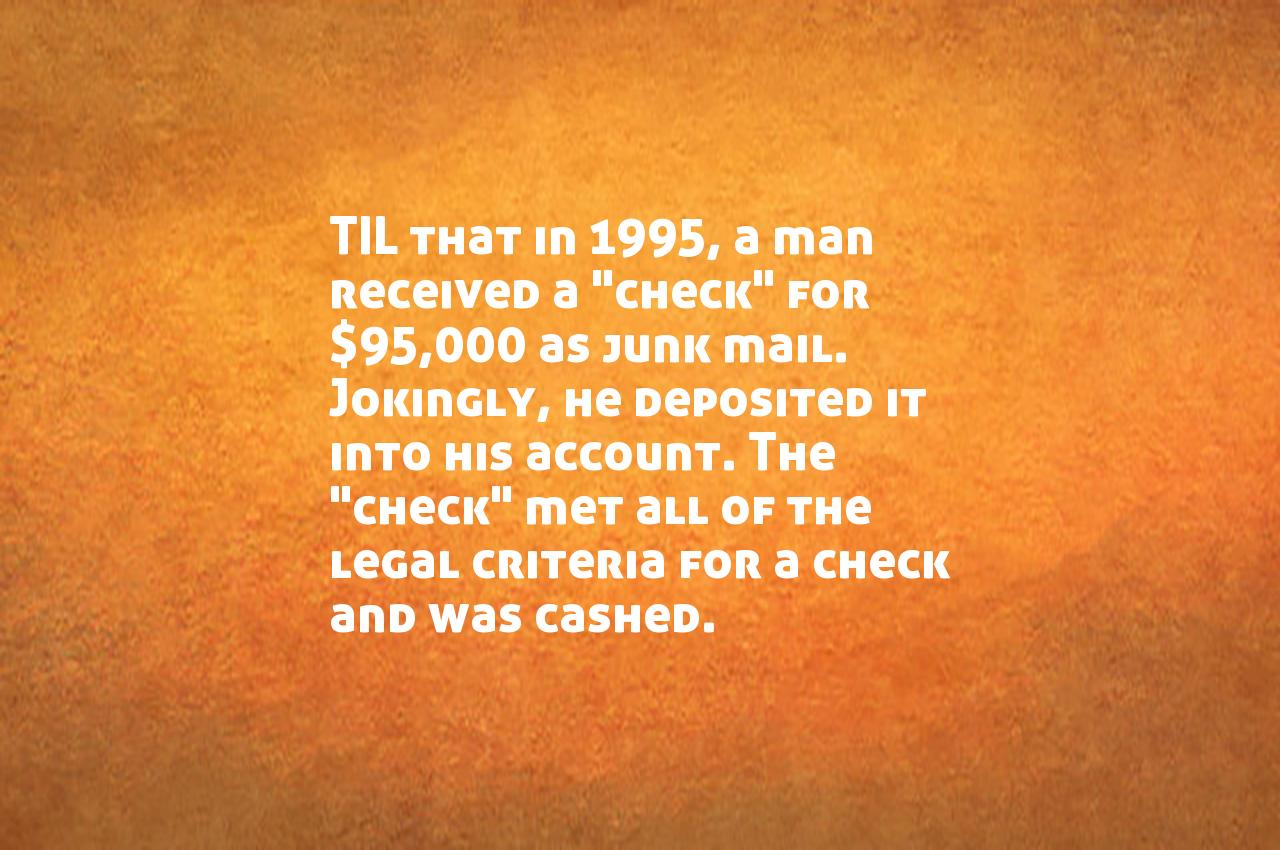 TIL that in 1995, a man
received a "check" for
$95,000 as junk mail.
Jokingly, he deposited it
into his account. The
"check" met all of the
legal criteria for a check
and was cashed.